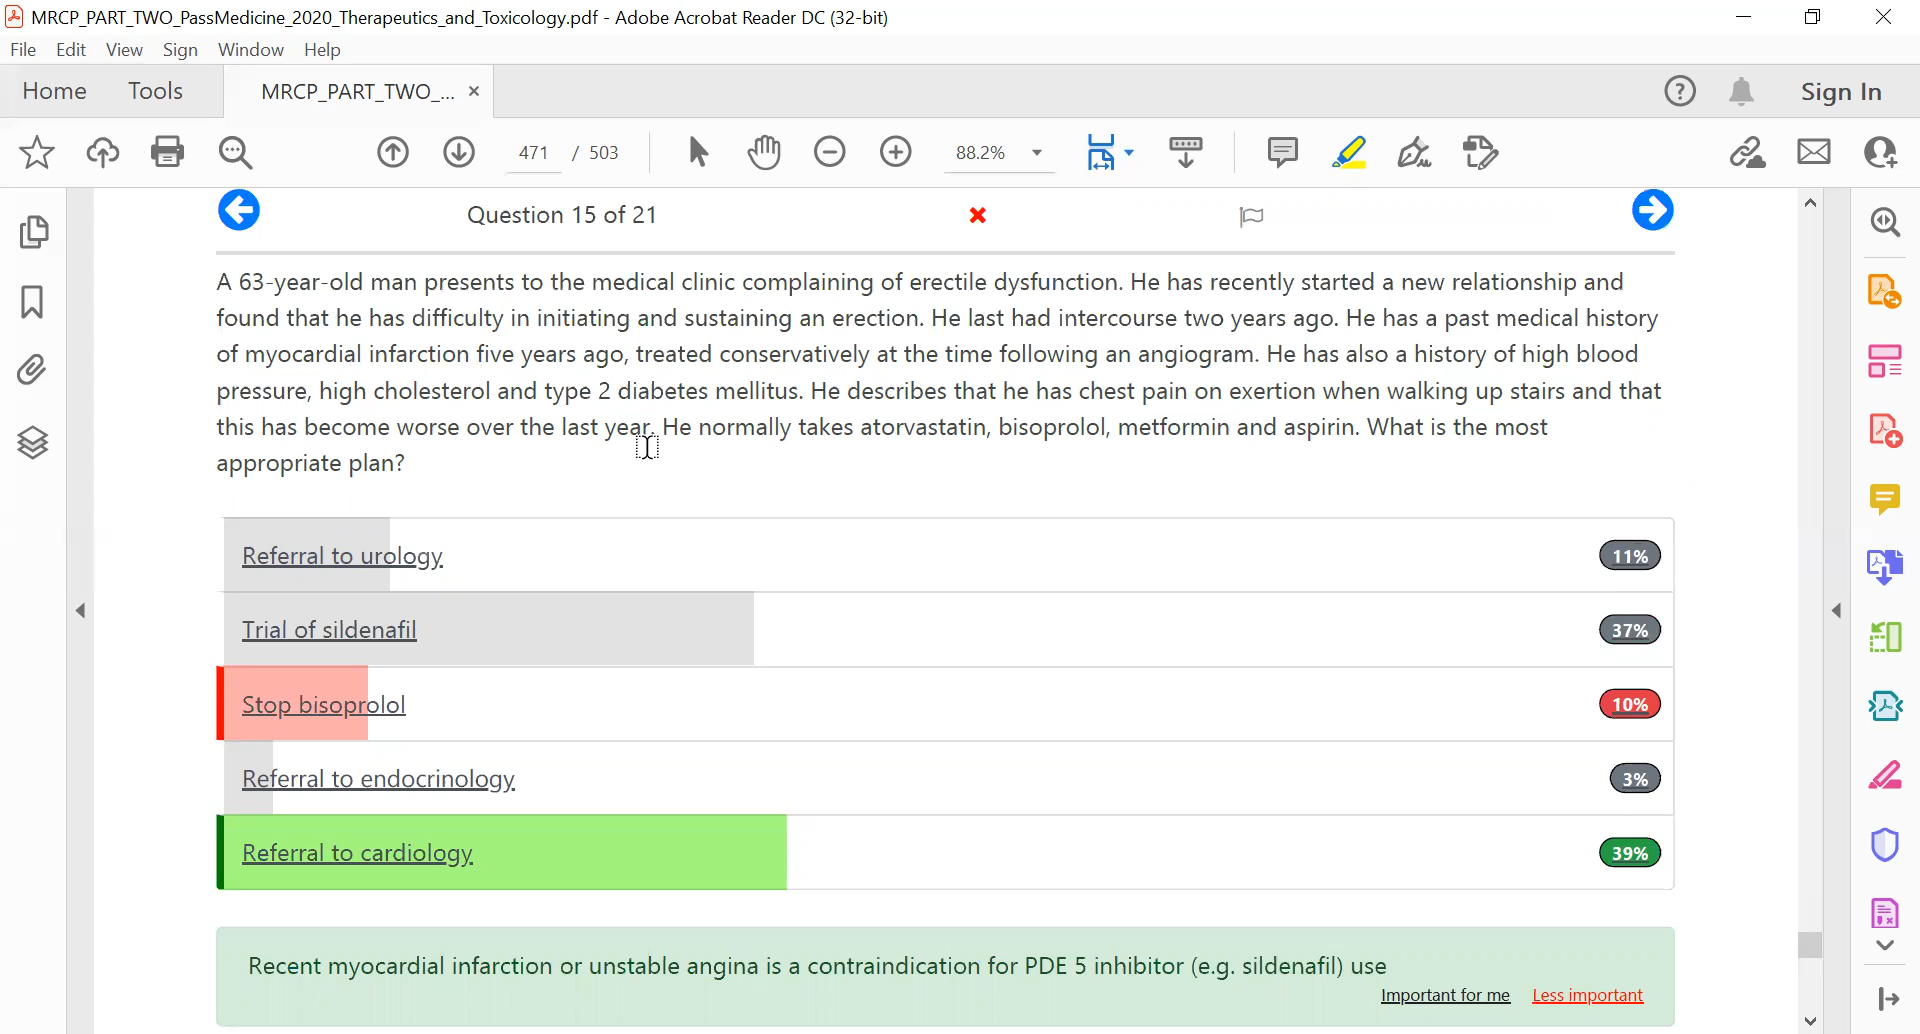 MRCP_PART_TWO_PassMedicine_2020_Therapeutics_and_Toxicology.pdf - Adobe Acrobat Reader DC (32-bit)
File Edit View Sign Window Help
Home Tools MRCP_PART_TWO_... × ? Sign In
471 / 503 88.2%
Question 15 of 21
A 63-year-old man presents to the medical clinic complaining of erectile dysfunction. He has recently started a new relationship and
found that he has difficulty in initiating and sustaining an erection. He last had intercourse two years ago. He has a past medical history
of myocardial infarction five years ago, treated conservatively at the time following an angiogram. He has also a history of high blood
pressure, high cholesterol and type 2 diabetes mellitus. He describes that he has chest pain on exertion when walking up stairs and that
this has become worse over the last year. He normally takes atorvastatin, bisoprolol, metformin and aspirin. What is the most
appropriate plan?
Referral to urology 11%
Trial of sildenafil 37%
Stop bisoprolol 10%
Referral to endocrinology 3%
Referral to cardiology 39%
Recent myocardial infarction or unstable angina is a contraindication for PDE 5 inhibitor (e.g. sildenafil) use
Important for me Less important